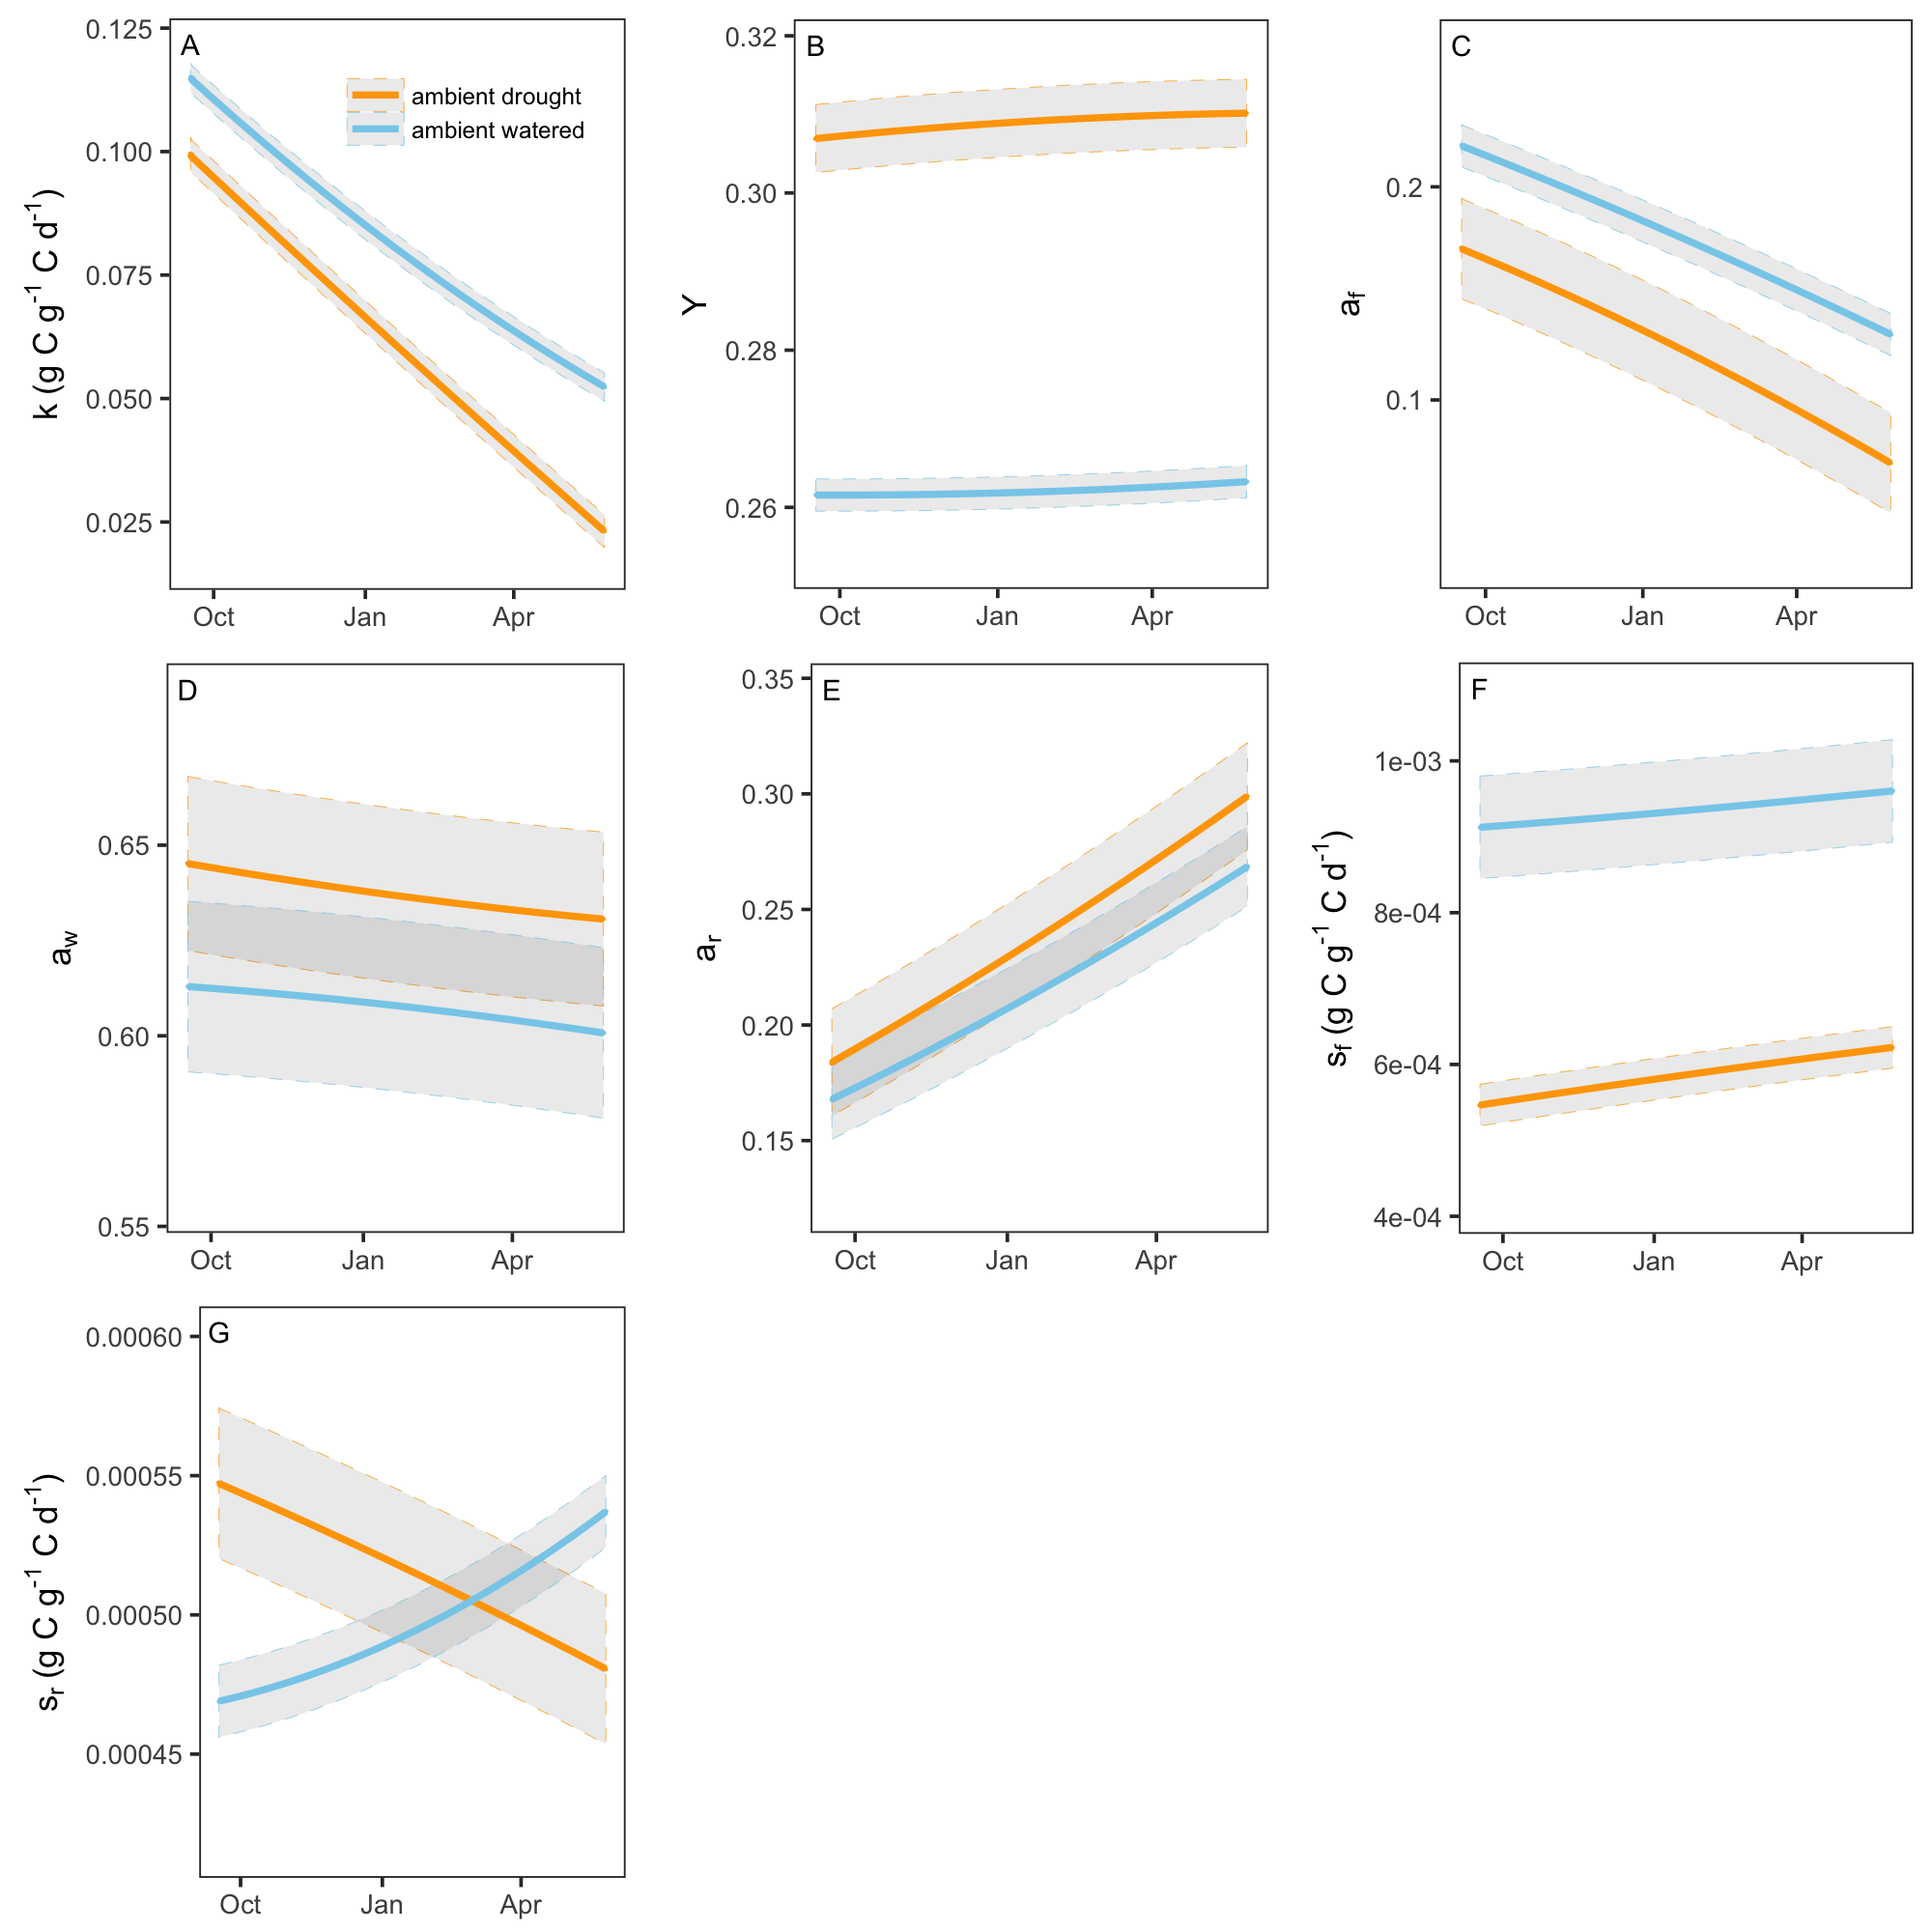 A
ambient drought
ambient watered
k (g C g⁻¹ C d⁻¹)
0.125
0.100
0.075
0.050
0.025
Oct Jan Apr
B
Y
0.32
0.30
0.28
0.26
Oct Jan Apr
C
af
0.2
0.1
Oct Jan Apr
D
aw
0.65
0.60
0.55
Oct Jan Apr
E
ar
0.35
0.30
0.25
0.20
0.15
Oct Jan Apr
F
sf (g C g⁻¹ C d⁻¹)
1e-03
8e-04
6e-04
4e-04
Oct Jan Apr
G
sr (g C g⁻¹ C d⁻¹)
0.00060
0.00055
0.00050
0.00045
Oct Jan Apr